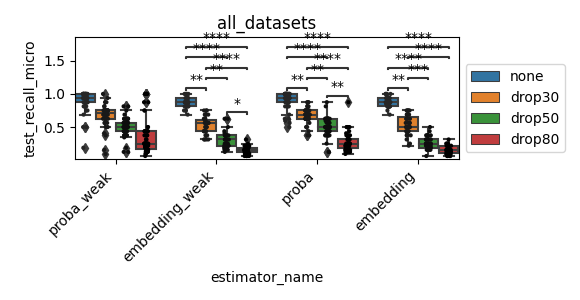 all_datasets
****
****
****
**
**
*
****
****
****
**
**
**
****
****
****
***
**
test_recall_micro
1.5
1.0
0.5
proba_weak
embedding_weak
proba
embedding
estimator_name
none
drop30
drop50
drop80